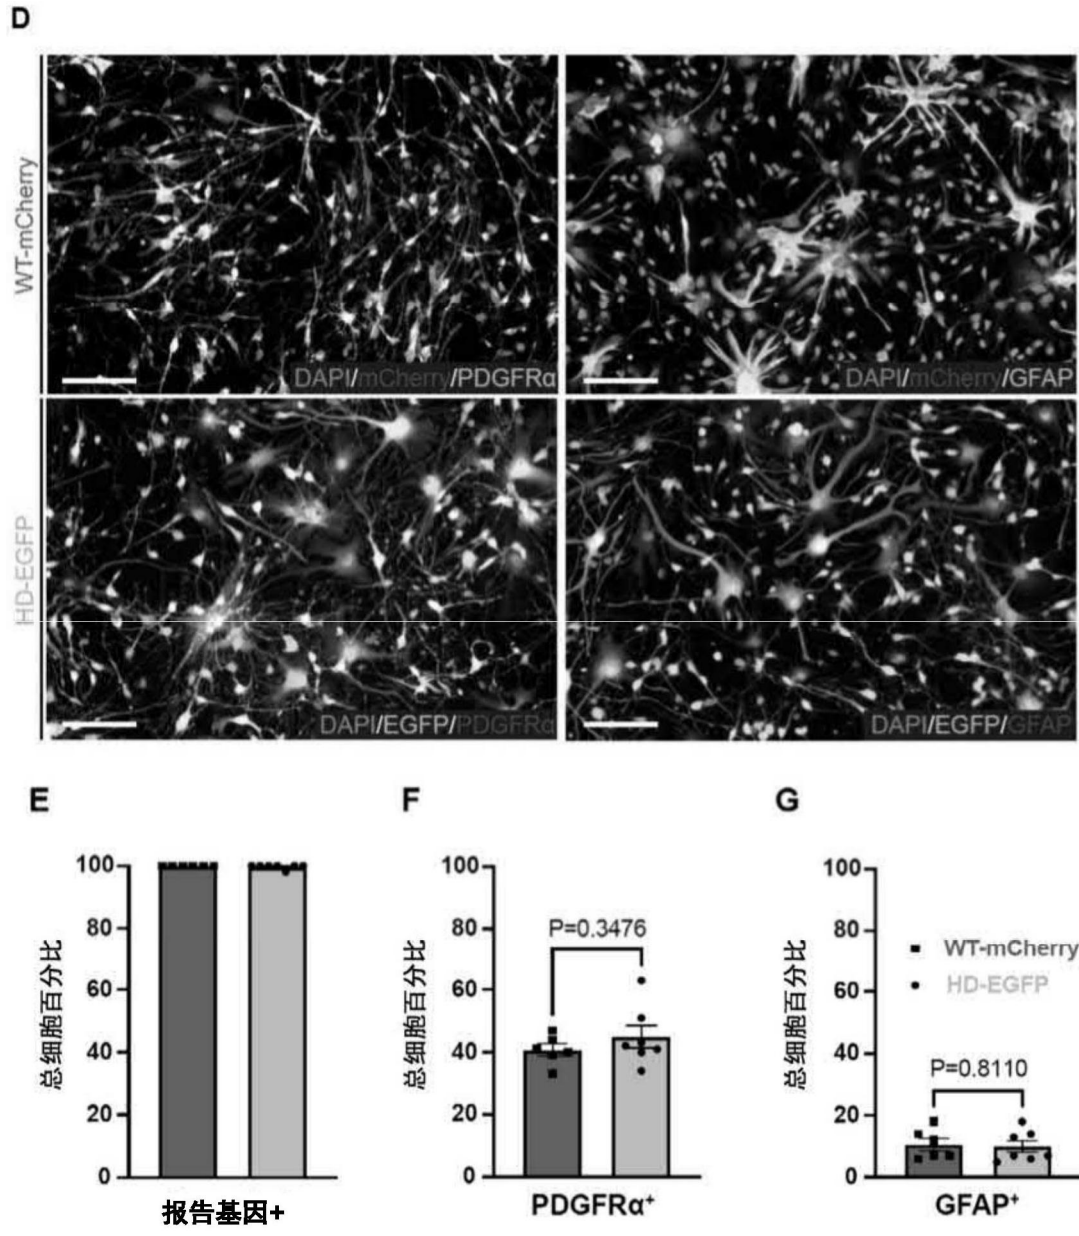 D
WT-mCherry
DAPI/mCherry/PDGFRα
DAPI/mCherry/GFAP
HD-EGFP
DAPI/EGFP/PDGFRα
DAPI/EGFP/GFAP
E
总细胞百分比
100
80
60
40
20
0
报告基因+
F
总细胞百分比
100
80
60
40
20
0
P=0.3476
PDGFRα⁺
G
总细胞百分比
100
80
60
40
20
0
WT-mCherry
HD-EGFP
P=0.8110
GFAP⁺